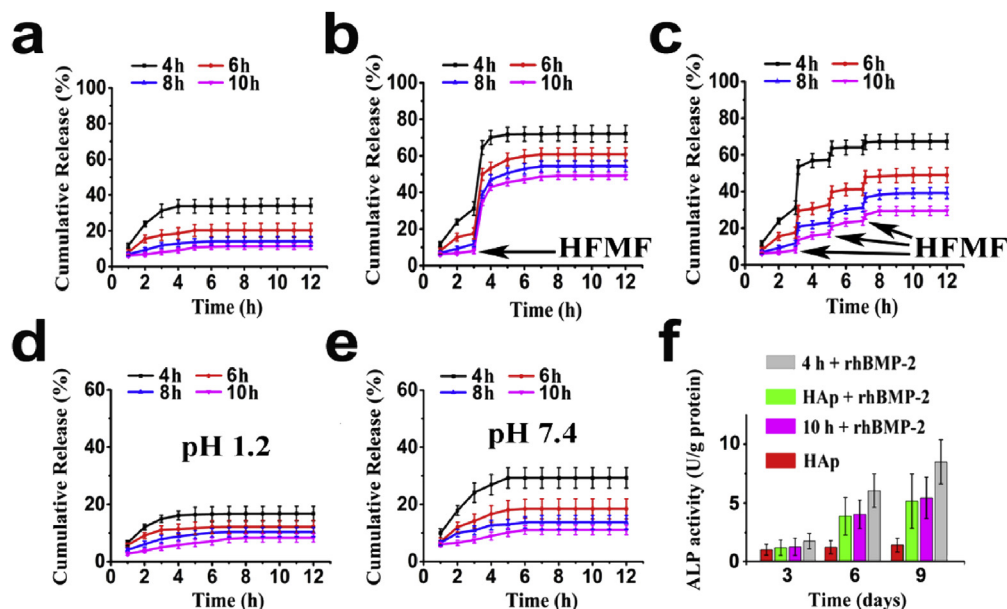 a
4h 6h
8h 10h
Cumulative Release (%)
100
80
60
40
20
0
0 2 4 6 8 10 12
Time (h)
b
4h 6h
8h 10h
Cumulative Release (%)
100
80
60
40
20
0
HFMF
0 2 4 6 8 10 12
Time (h)
c
4h 6h
8h 10h
Cumulative Release (%)
100
80
60
40
20
0
HFMF
0 2 4 6 8 10 12
Time (h)
d
4h 6h
8h 10h
Cumulative Release (%)
60
40
20
0
pH 1.2
0 2 4 6 8 10 12
Time (h)
e
4h 6h
8h 10h
Cumulative Release (%)
60
40
20
0
pH 7.4
0 2 4 6 8 10 12
Time (h)
f
4 h + rhBMP-2
HAp + rhBMP-2
10 h + rhBMP-2
HAp
ALP activity (U/g protein)
10
5
0
3 6 9
Time (days)